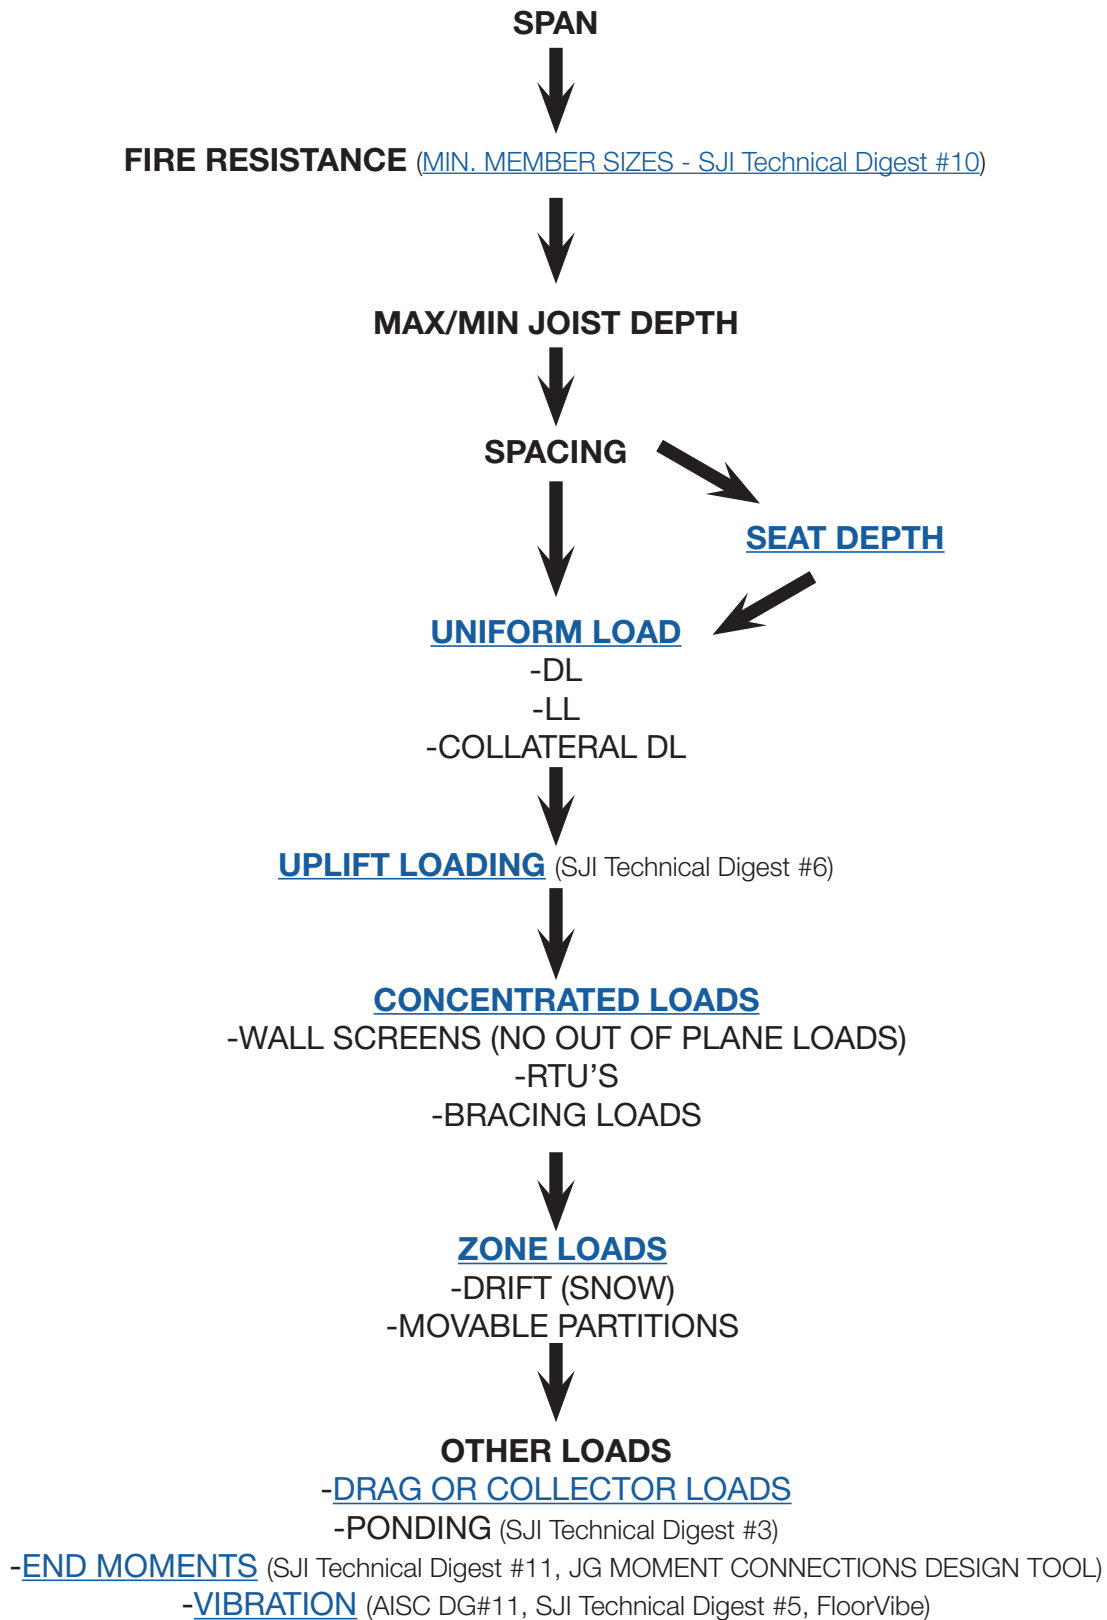 SPAN
FIRE RESISTANCE (MIN. MEMBER SIZES - SJI Technical Digest #10)
MAX/MIN JOIST DEPTH
SPACING
SEAT DEPTH
UNIFORM LOAD
-DL
-LL
-COLLATERAL DL
UPLIFT LOADING (SJI Technical Digest #6)
CONCENTRATED LOADS
-WALL SCREENS (NO OUT OF PLANE LOADS)
-RTU’S
-BRACING LOADS
ZONE LOADS
-DRIFT (SNOW)
-MOVABLE PARTITIONS
OTHER LOADS
-DRAG OR COLLECTOR LOADS
-PONDING (SJI Technical Digest #3)
-END MOMENTS (SJI Technical Digest #11, JG MOMENT CONNECTIONS DESIGN TOOL)
-VIBRATION (AISC DG#11, SJI Technical Digest #5, FloorVibe)